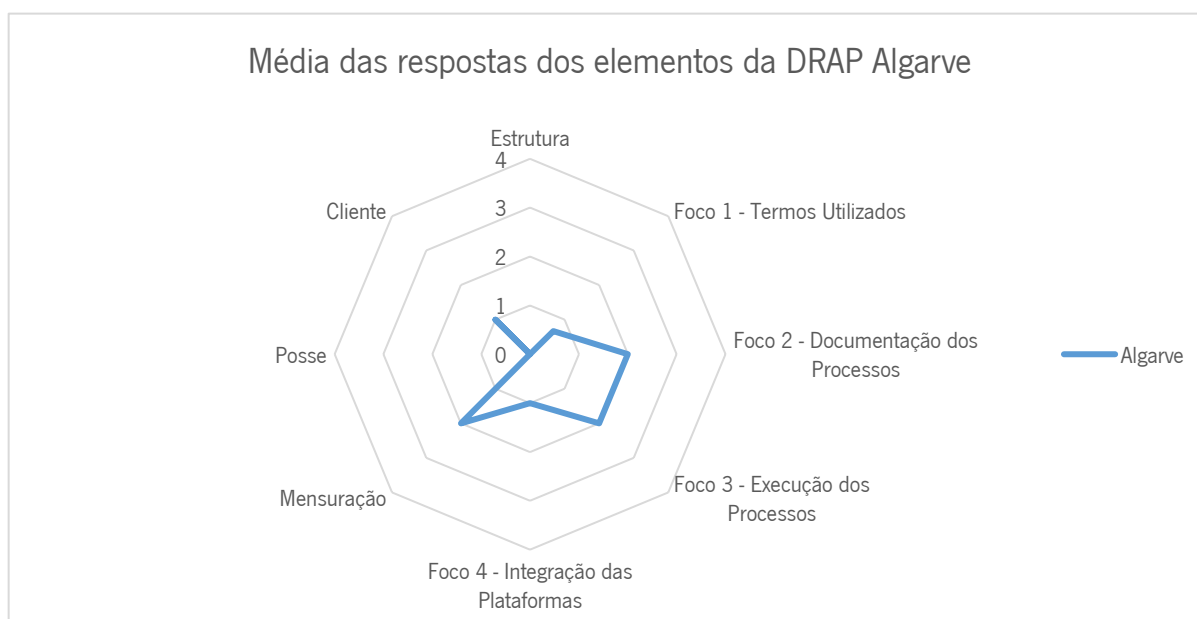 Média das respostas dos elementos da DRAP Algarve
Estrutura
4
3
2
1
0
Foco 1 - Termos Utilizados
Foco 2 - Documentação dos
Processos
Foco 3 - Execução dos
Processos
Foco 4 - Integração das
Plataformas
Mensuração
Posse
Cliente
Algarve